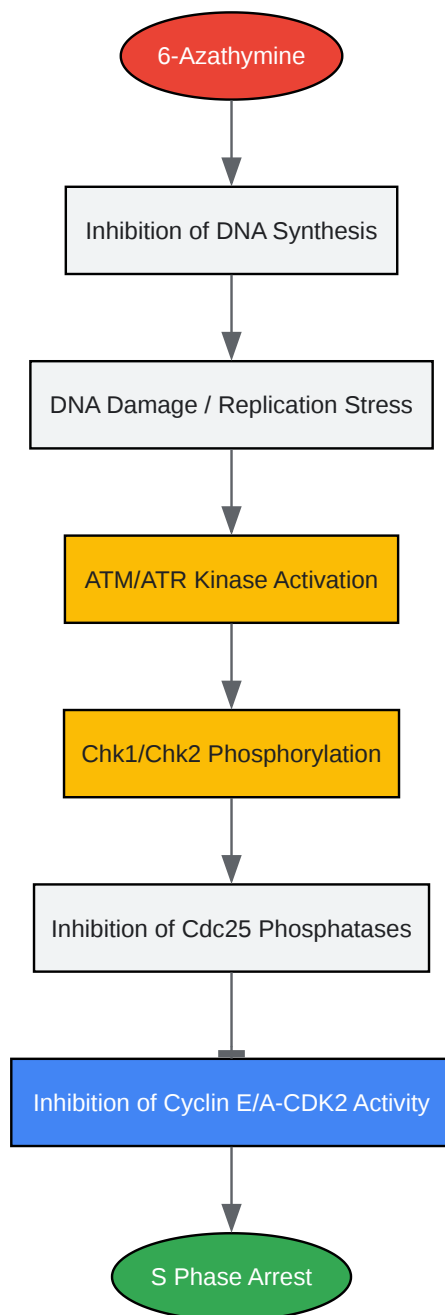 6-Azathymine
Inhibition of DNA Synthesis
DNA Damage / Replication Stress
ATM/ATR Kinase Activation
Chk1/Chk2 Phosphorylation
Inhibition of Cdc25 Phosphatases
Inhibition of Cyclin E/A-CDK2 Activity
S Phase Arrest